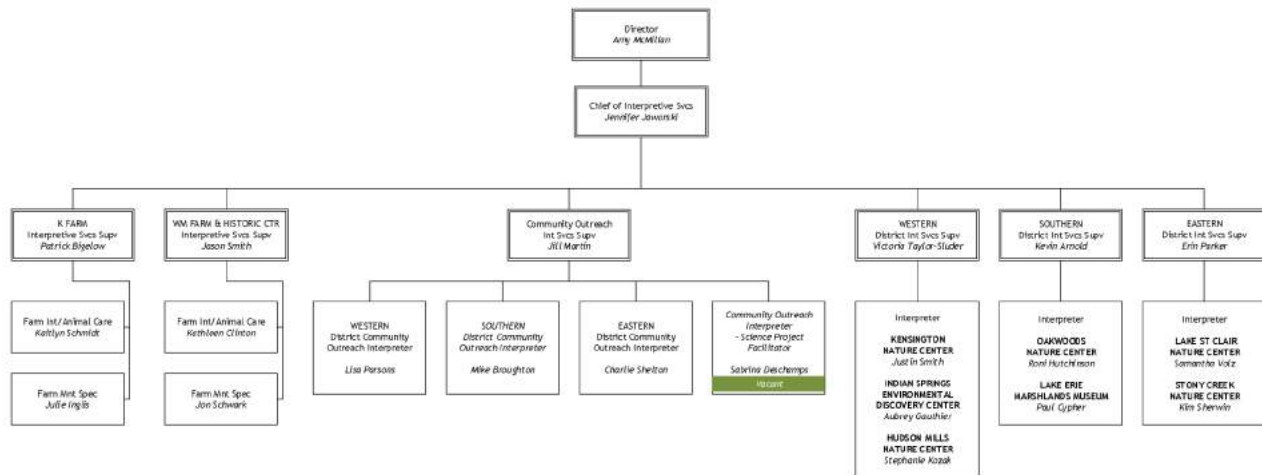 Director
Amy McMillan
Chief of Interpretive Svcs
Jennifer Jaworski
K FARM
Interpretive Svcs Supv
Patrick Bigelow
WM FARM & HISTORIC CTR
Interpretive Svcs Supv
Jason Smith
Community Outreach
Int Svcs Supv
Jill Martin
WESTERN
District Int Svcs Supv
Victoria Taylor-Sluder
SOUTHERN
District Int Svcs Supv
Kevin Arnold
EASTERN
District Int Svcs Supv
Erin Parker
Farm Int/Animal Care
Kaitlyn Schmidt
Farm Mnt Spec
Julie Inglis
Farm Int/Animal Care
Kathleen Clinton
Farm Mnt Spec
Jon Schwark
WESTERN
District Community
Outreach Interpreter
Lisa Parsons
SOUTHERN
District Community
Outreach Interpreter
Mike Broughton
EASTERN
District Community
Outreach Interpreter
Charlie Shelton
Community Outreach
Interpreter
- Science Project
Facilitator
Sabrina Deschamps
Vacant
Interpreter
KENSINGTON
NATURE CENTER
Justin Smith
INDIAN SPRINGS
ENVIRONMENTAL
DISCOVERY CENTER
Aubrey Gauthier
HUDSON MILLS
NATURE CENTER
Stephanie Kozak
Interpreter
OAKWOODS
NATURE CENTER
Roni Hutchinson
LAKE ERIE
MARSHLANDS MUSEUM
Paul Cypher
Interpreter
LAKE ST CLAIR
NATURE CENTER
Samantha Volz
STONY CREEK
NATURE CENTER
Kim Sherwin